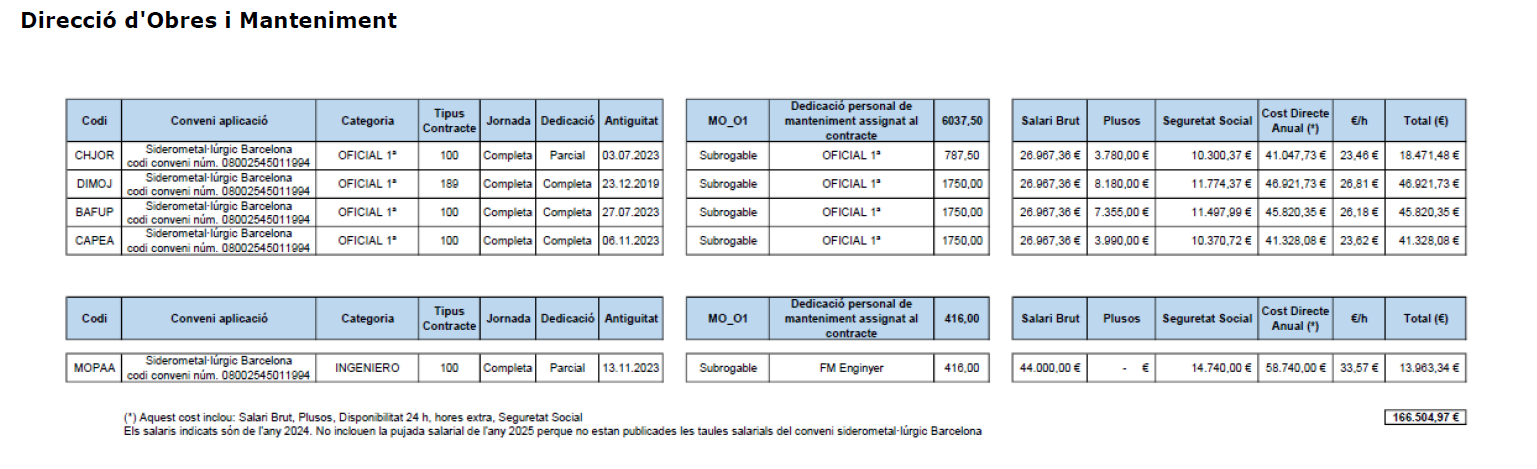 Direcció d'Obres i Manteniment
Codi Conveni aplicació Categoria Tipus Contracte Jornada Dedicació Antiguitat MO_O1 Dedicació personal de manteniment assignat al contracte 6037,50 Salari Brut Plusos Seguretat Social Cost Directe Anual (*) €/h Total (€)
CHJOR Siderometal·lúrgic Barcelona codi conveni núm. 08002545011994 OFICIAL 1ª 100 Completa Parcial 03.07.2023 Subrogable OFICIAL 1ª 787,50 26.967,36 € 3.780,00 € 10.300,37 € 41.047,73 € 23,46 € 18.471,48 €
DIMOJ Siderometal·lúrgic Barcelona codi conveni núm. 08002545011994 OFICIAL 1ª 189 Completa Completa 23.12.2019 Subrogable OFICIAL 1ª 1750,00 26.967,36 € 8.180,00 € 11.774,37 € 46.921,73 € 26,81 € 46.921,73 €
BAFUP Siderometal·lúrgic Barcelona codi conveni núm. 08002545011994 OFICIAL 1ª 100 Completa Completa 27.07.2023 Subrogable OFICIAL 1ª 1750,00 26.967,36 € 7.355,00 € 11.497,99 € 45.820,35 € 26,18 € 45.820,35 €
CAPEA Siderometal·lúrgic Barcelona codi conveni núm. 08002545011994 OFICIAL 1ª 100 Completa Completa 06.11.2023 Subrogable OFICIAL 1ª 1750,00 26.967,36 € 3.990,00 € 10.370,72 € 41.328,08 € 23,62 € 41.328,08 €
Codi Conveni aplicació Categoria Tipus Contracte Jornada Dedicació Antiguitat MO_O1 Dedicació personal de manteniment assignat al contracte 416,00 Salari Brut Plusos Seguretat Social Cost Directe Anual (*) €/h Total (€)
MOPAA Siderometal·lúrgic Barcelona codi conveni núm. 08002545011994 INGENIERO 100 Completa Parcial 13.11.2023 Subrogable FM Enginyer 416,00 44.000,00 € - € 14.740,00 € 58.740,00 € 33,57 € 13.963,34 €
(*) Aquest cost inclou: Salari Brut, Plusos, Disponibilitat 24 h, hores extra, Seguretat Social 166.504,97 €
Els salaris indicats són de l'any 2024. No inclouen la pujada salarial de l'any 2025 perque no estan publicades les taules salarials del conveni siderometal·lúrgic Barcelona